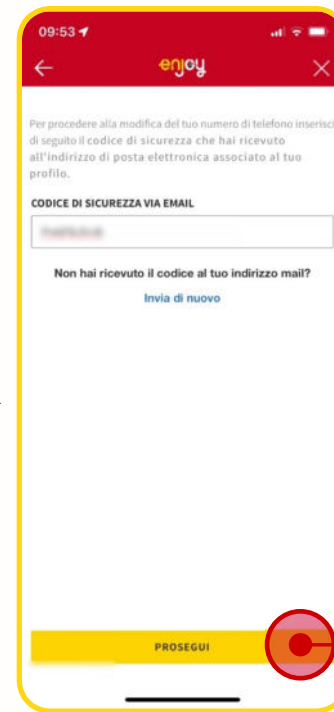 09:53
enjoy
Per procedere alla modifica del tuo numero di telefono inserisci
di seguito il codice di sicurezza che hai ricevuto
all'indirizzo di posta elettronica associato al tuo
profilo.
CODICE DI SICUREZZA VIA EMAIL
Non hai ricevuto il codice al tuo indirizzo mail?
Invia di nuovo
PROSEGUI